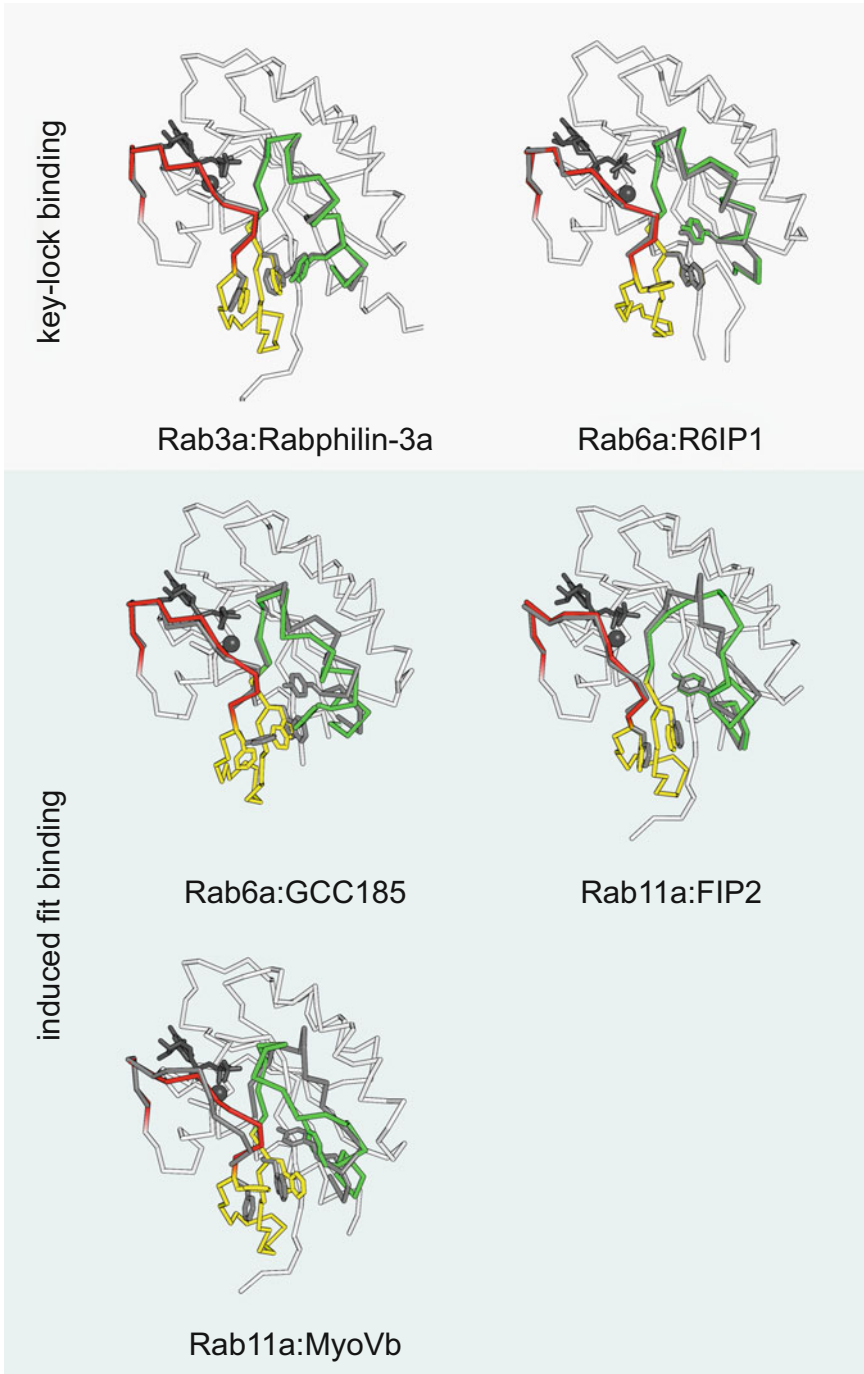 key-lock binding
Rab3a:Rabphilin-3a
Rab6a:R6IP1
induced fit binding
Rab6a:GCC185
Rab11a:FIP2
Rab11a:MyoVb